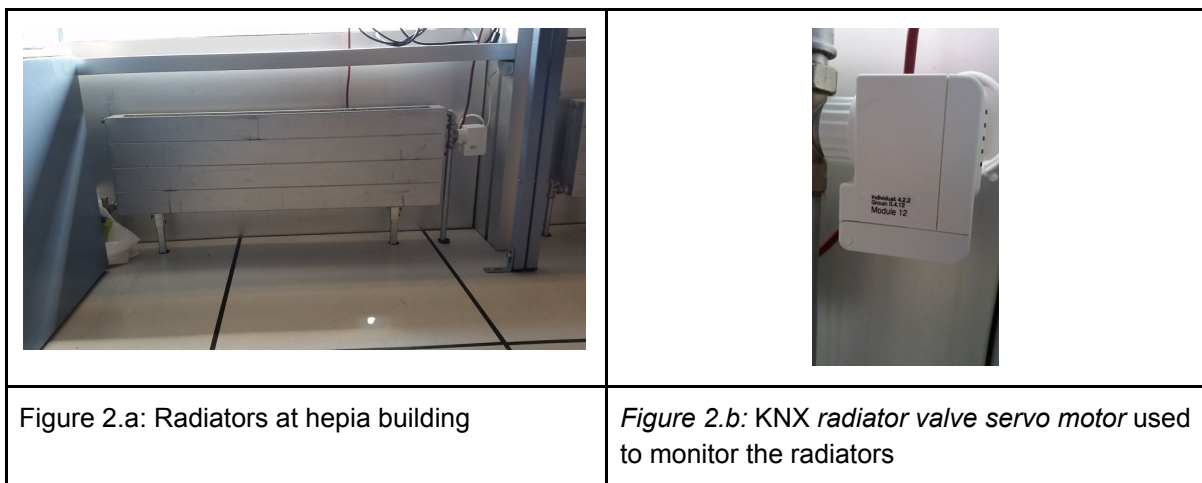 Individual: 4.2.2
Group: 0.4.12
Module 12
Figure 2.a: Radiators at hepia building
Figure 2.b: KNX radiator valve servo motor used
to monitor the radiators